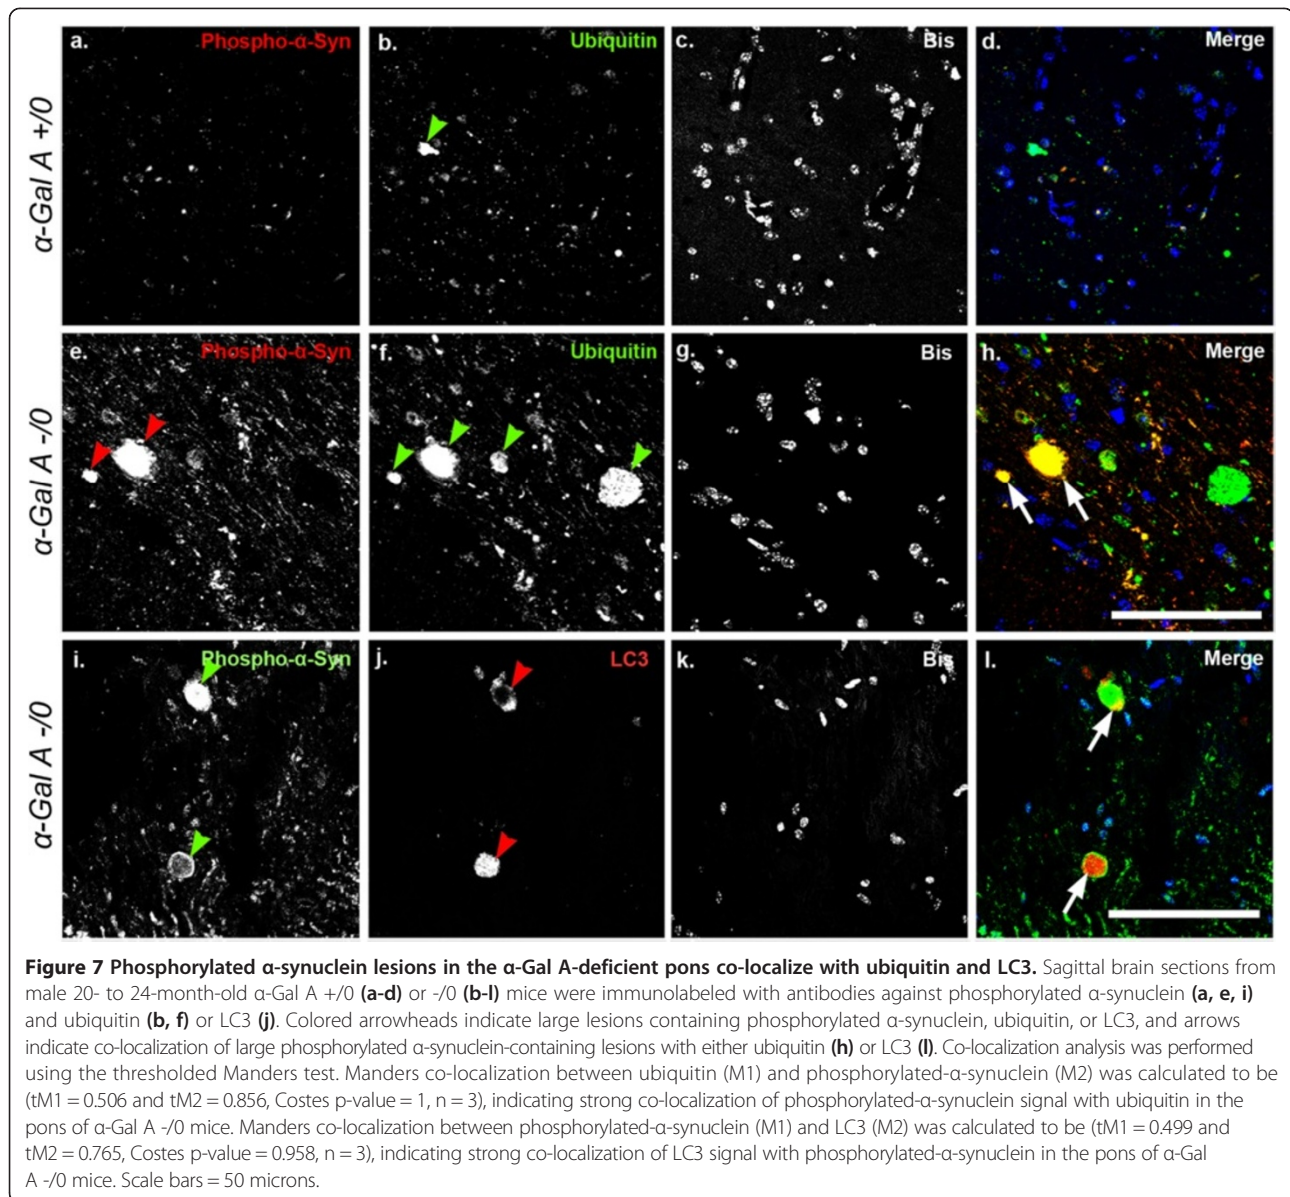 a. Phospho-α-Syn b. Ubiquitin c. Bis d. Merge
α-Gal A +/0
e. Phospho-α-Syn f. Ubiquitin g. Bis h. Merge
α-Gal A -/0
i. Phospho-α-Syn j. LC3 k. Bis l. Merge
α-Gal A -/0
Figure 7 Phosphorylated α-synuclein lesions in the α-Gal A-deficient pons co-localize with ubiquitin and LC3. Sagittal brain sections from
male 20- to 24-month-old α-Gal A +/0 (a-d) or -/0 (b-l) mice were immunolabeled with antibodies against phosphorylated α-synuclein (a, e, i)
and ubiquitin (b, f) or LC3 (j). Colored arrowheads indicate large lesions containing phosphorylated α-synuclein, ubiquitin, or LC3, and arrows
indicate co-localization of large phosphorylated α-synuclein-containing lesions with either ubiquitin (h) or LC3 (l). Co-localization analysis was performed
using the thresholded Manders test. Manders co-localization between ubiquitin (M1) and phosphorylated-α-synuclein (M2) was calculated to be
(tM1 = 0.506 and tM2 = 0.856, Costes p-value = 1, n = 3), indicating strong co-localization of phosphorylated-α-synuclein signal with ubiquitin in the
pons of α-Gal A -/0 mice. Manders co-localization between phosphorylated-α-synuclein (M1) and LC3 (M2) was calculated to be (tM1 = 0.499 and
tM2 = 0.765, Costes p-value = 0.958, n = 3), indicating strong co-localization of LC3 signal with phosphorylated-α-synuclein in the pons of α-Gal
A -/0 mice. Scale bars = 50 microns.